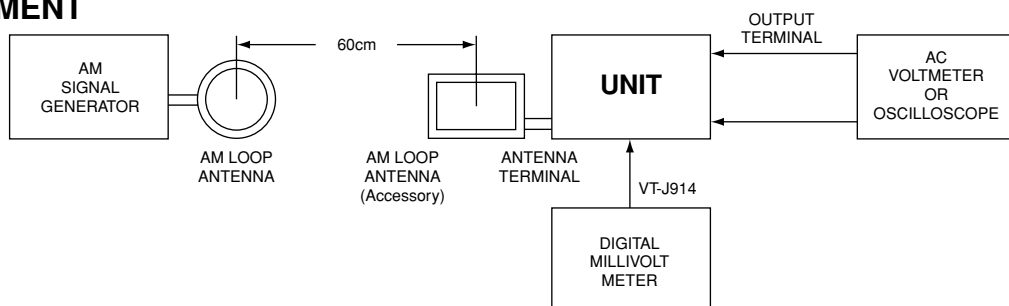 MENT
OUTPUT
TERMINAL
60cm
AM
SIGNAL
GENERATOR
UNIT
AC
VOLTMETER
OR
OSCILLOSCOPE
AM LOOP
ANTENNA
AM LOOP
ANTENNA
(Accessory)
ANTENNA
TERMINAL
VT-J914
DIGITAL
MILLIVOLT
METER